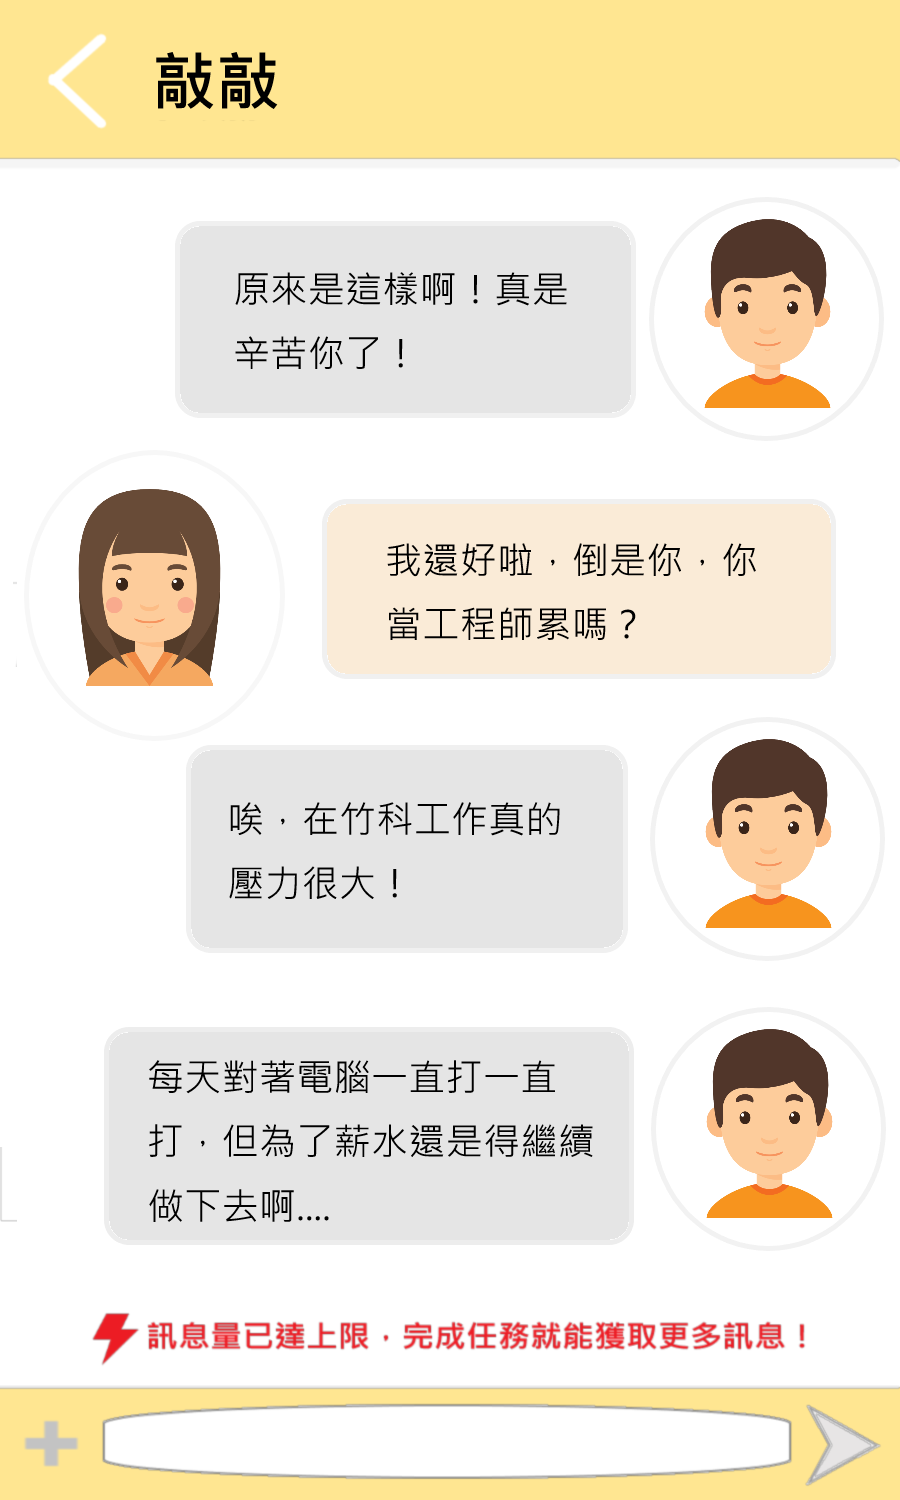 敲敲
原來是這樣啊！真是
辛苦你了！
我還好啦，倒是你，你
當工程師累嗎？
唉，在竹科工作真的
壓力很大！
每天對著電腦一直打一直
打，但為了薪水還是得繼續
做下去啊....
訊息量已達上限，完成任務就能獲取更多訊息！